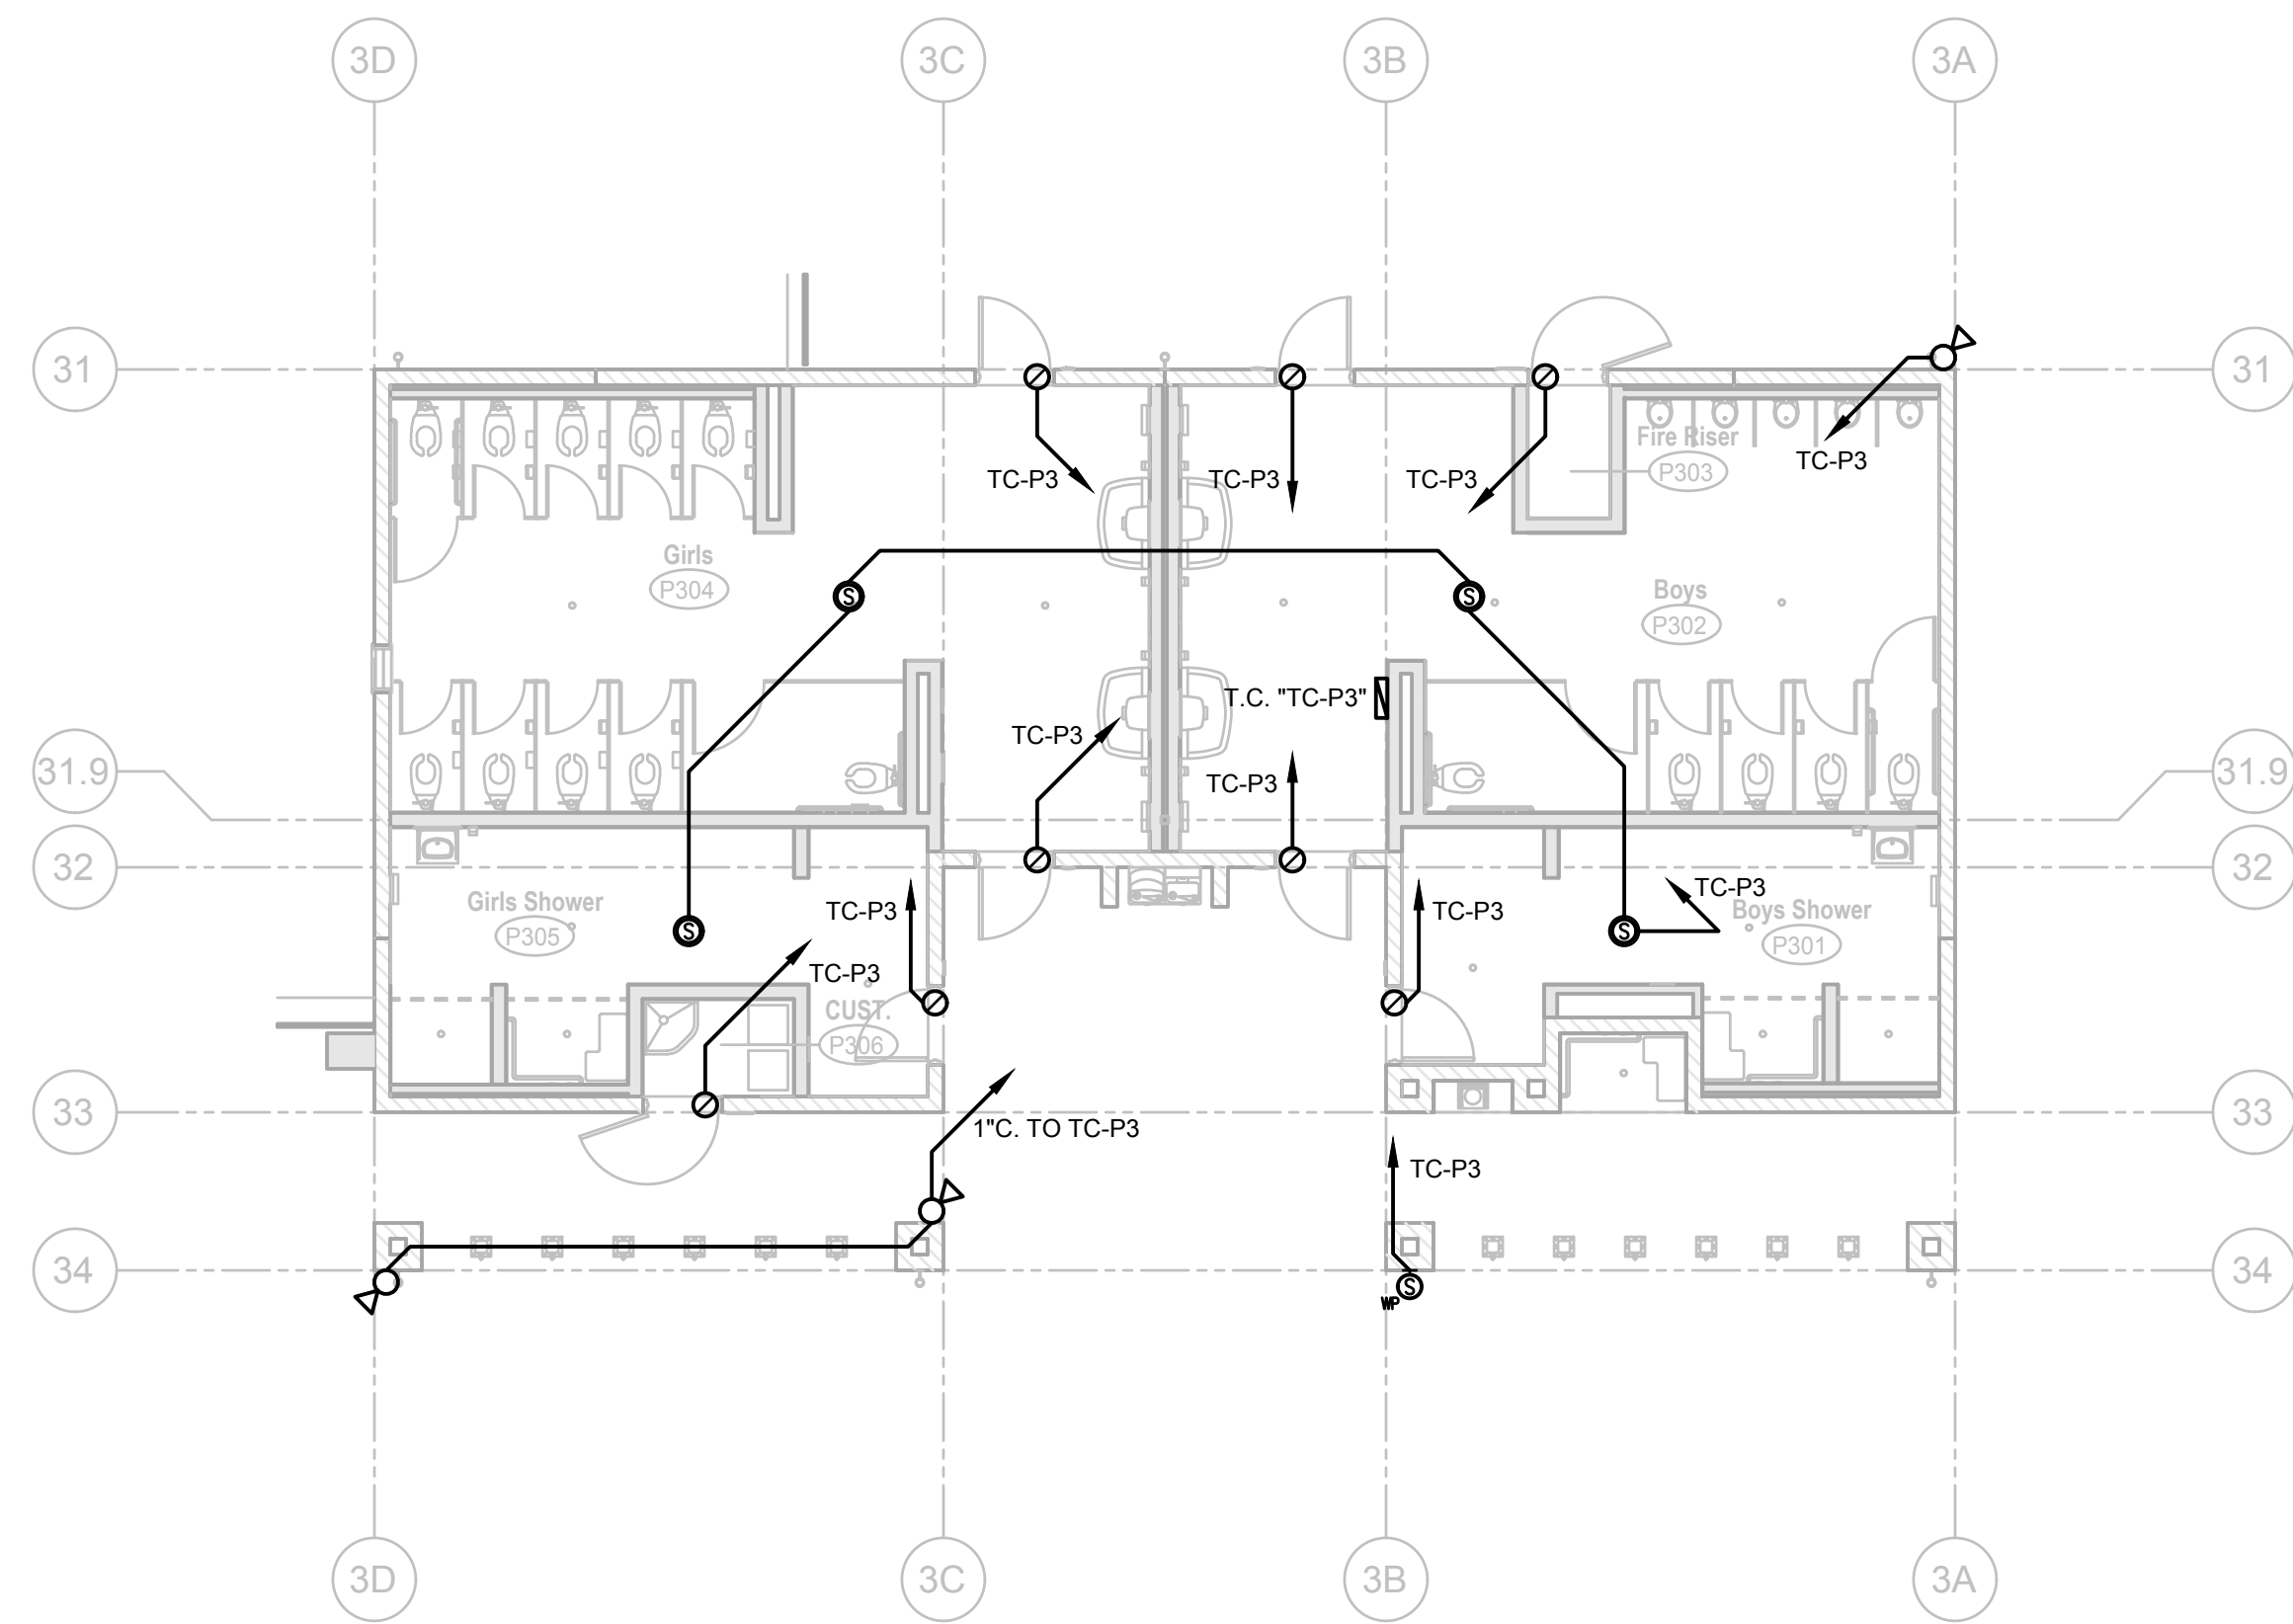 3D
3C
3B
3A
31
31
Fire Riser
P303
TC-P3
TC-P3
TC-P3
TC-P3
Girls
P304
S
S
Boys
P302
T.C. "TC-P3"
TC-P3
31.9
31.9
TC-P3
32
32
Girls Shower
P305
TC-P3
TC-P3
TC-P3
Boys Shower
P301
S
S
TC-P3
CUST.
P306
33
33
1"C. TO TC-P3
TC-P3
34
34
WP
S
3D
3C
3B
3A